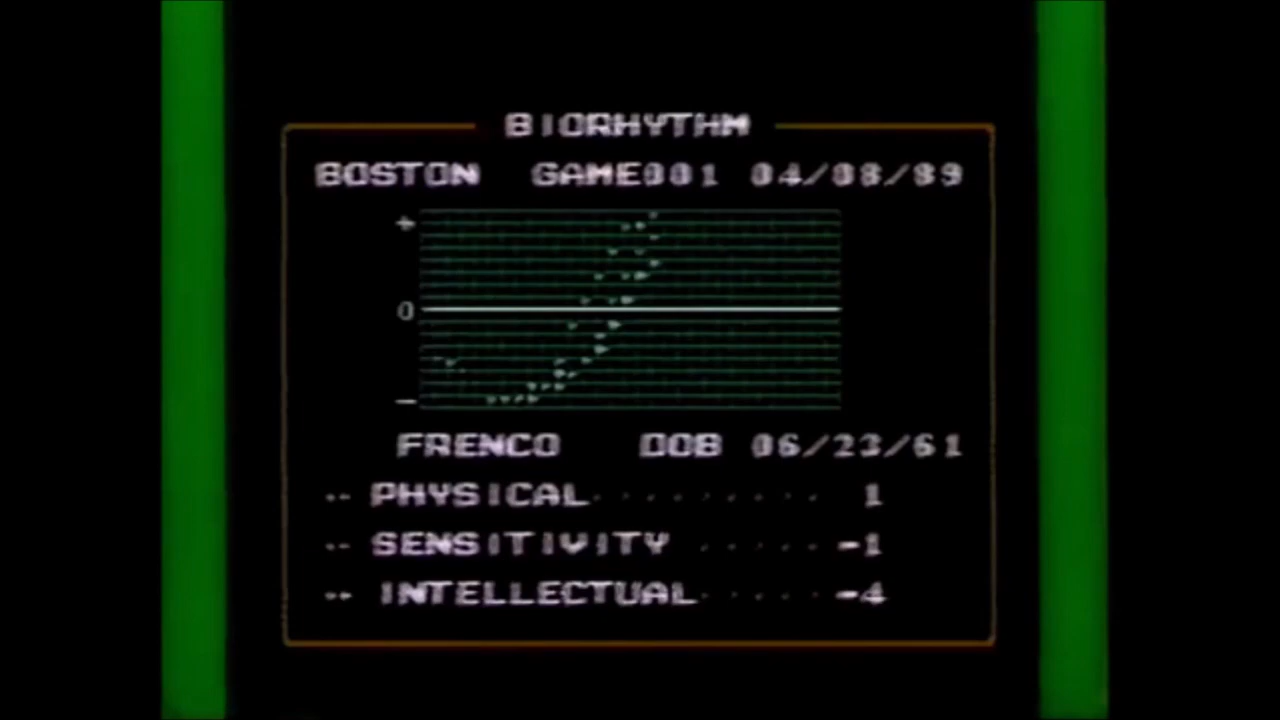 BIORHYTHM
BOSTON GAME001 04/08/89
+
0
-
FRENCO DOB 06/23/61
-- PHYSICAL.......... 1
-- SENSITIVITY ..... -1
-- INTELLECTUAL..... -4